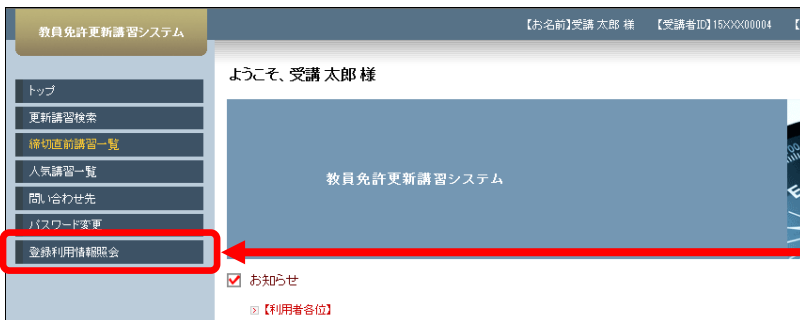 教員免許更新講習システム
【お名前】受講 太郎 様 【受講者ID】15XXX00004 【
ようこそ、受講 太郎 様
トップ
更新講習検索
締切直前講習一覧
人気講習一覧
問い合わせ先
パスワード変更
登録利用情報照会
教員免許更新講習システム
お知らせ
【利用者各位】